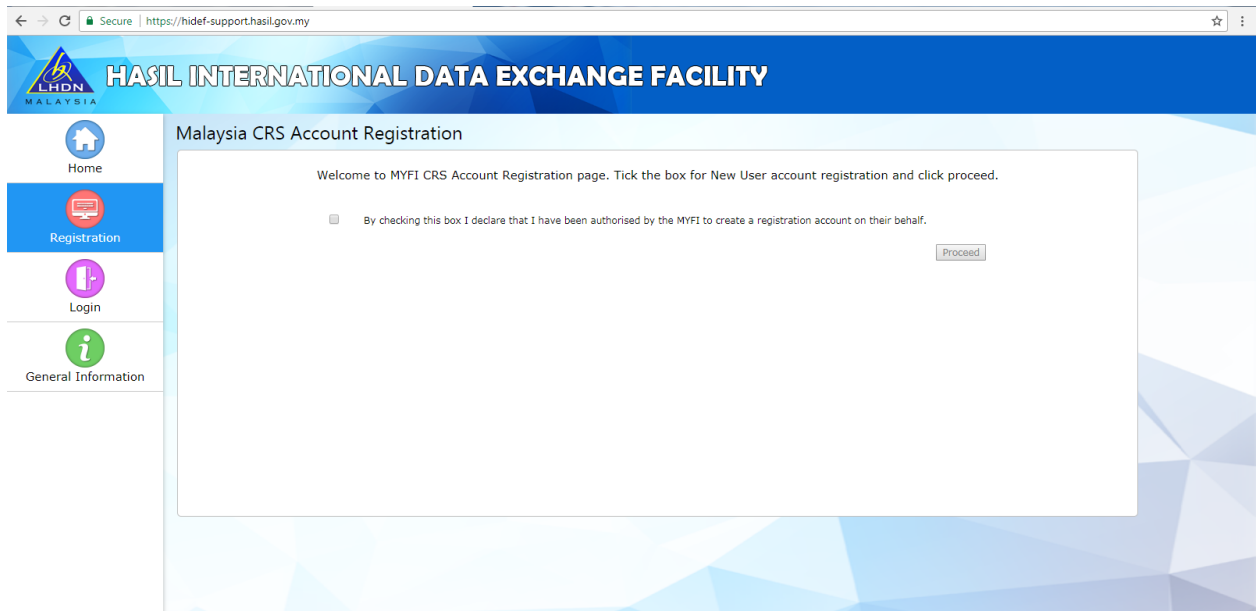 Secure | https://hidef-support.hasil.gov.my
LHDN
MALAYSIA
HASIL INTERNATIONAL DATA EXCHANGE FACILITY
Home
Registration
Login
General Information
Malaysia CRS Account Registration
Welcome to MYFI CRS Account Registration page. Tick the box for New User account registration and click proceed.
By checking this box I declare that I have been authorised by the MYFI to create a registration account on their behalf.
Proceed